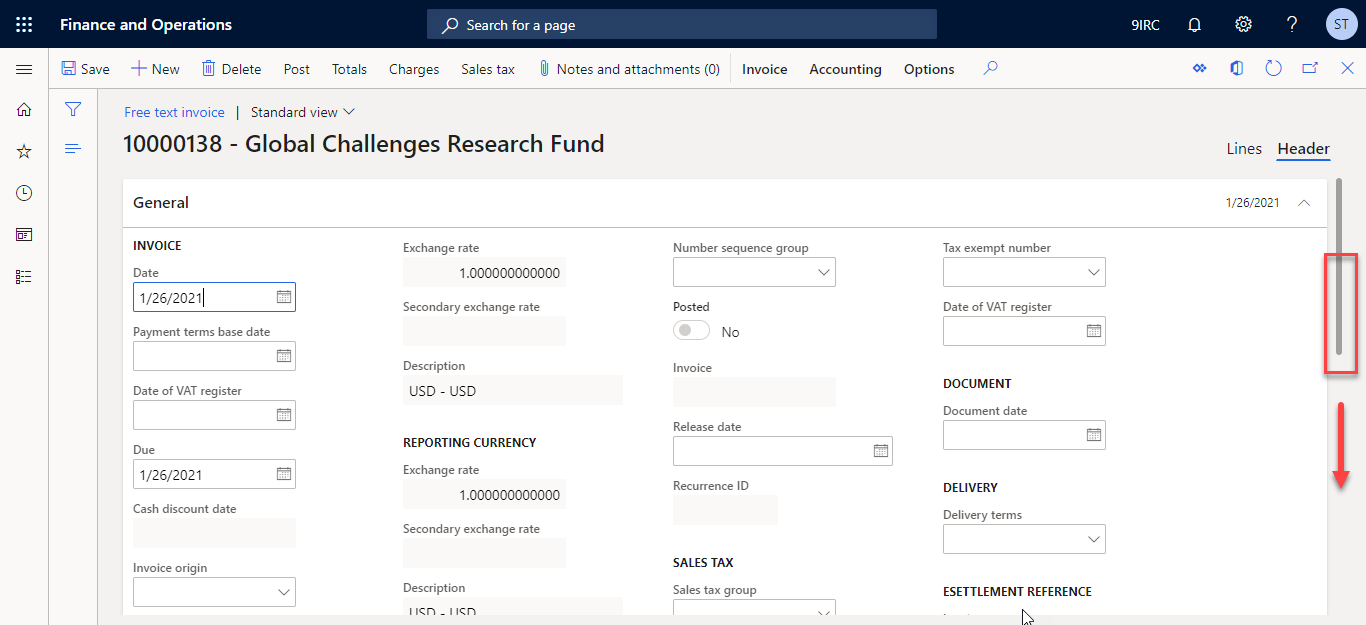 Finance and Operations
Search for a page
9IRC
?
ST
Save
New
Delete
Post
Totals
Charges
Sales tax
Notes and attachments (0)
Invoice
Accounting
Options
Free text invoice | Standard view
10000138 - Global Challenges Research Fund
Lines
Header
General
1/26/2021
INVOICE
Date
1/26/2021
Payment terms base date
Date of VAT register
Due
1/26/2021
Cash discount date
Invoice origin
Exchange rate
1.000000000000
Secondary exchange rate
Description
USD - USD
REPORTING CURRENCY
Exchange rate
1.000000000000
Secondary exchange rate
Description
USD - USD
Number sequence group
Posted
No
Invoice
Release date
Recurrence ID
SALES TAX
Sales tax group
Tax exempt number
Date of VAT register
DOCUMENT
Document date
DELIVERY
Delivery terms
ESETTLEMENT REFERENCE